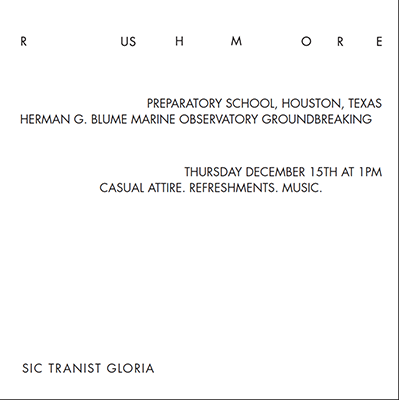 R US H M O R E
PREPARATORY SCHOOL, HOUSTON, TEXAS
HERMAN G. BLUME MARINE OBSERVATORY GROUNDBREAKING
THURSDAY DECEMBER 15TH AT 1PM
CASUAL ATTIRE. REFRESHMENTS. MUSIC.
SIC TRANIST GLORIA